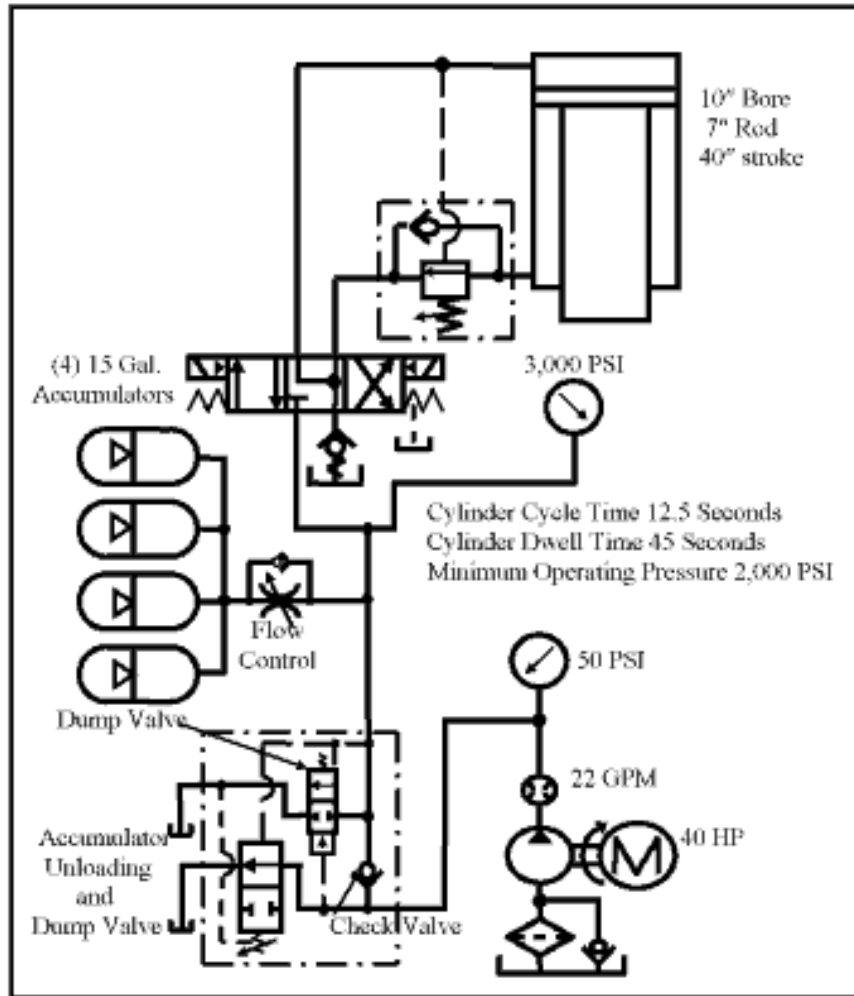 10" Bore
7" Rod
40" stroke
(4) 15 Gal.
Accumulators
3,000 PSI
Cylinder Cycle Time 12.5 Seconds
Cylinder Dwell Time 45 Seconds
Minimum Operating Pressure 2,000 PSI
Flow
Control
50 PSI
Dump Valve
22 GPM
40 HP
M
Accumulator
Unloading
and
Dump Valve
Check Valve